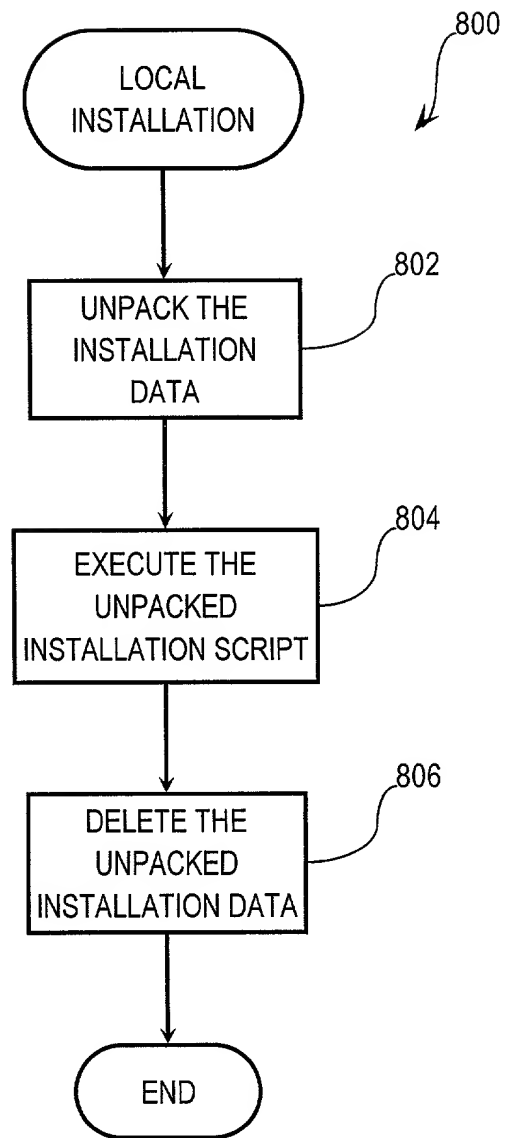 800
LOCAL
INSTALLATION
802
UNPACK THE
INSTALLATION
DATA
804
EXECUTE THE
UNPACKED
INSTALLATION SCRIPT
806
DELETE THE
UNPACKED
INSTALLATION DATA
END